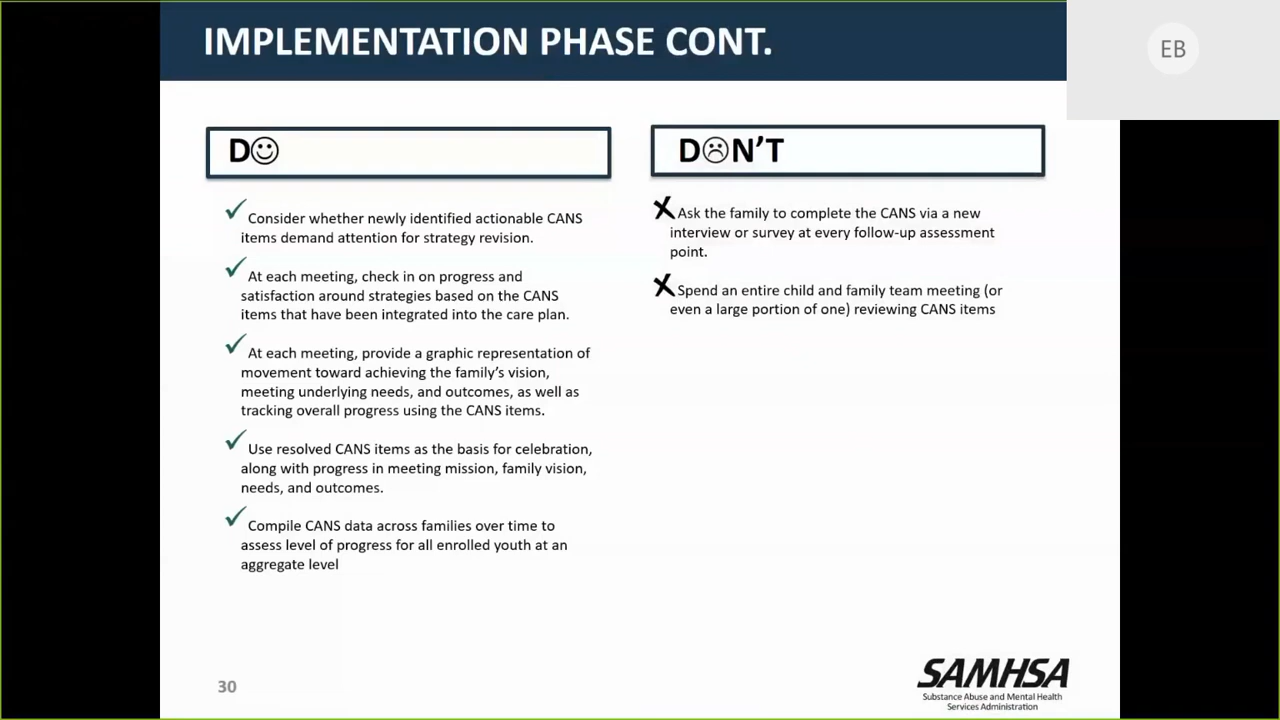 IMPLEMENTATION PHASE CONT.
EB
D☺
Consider whether newly identified actionable CANS
items demand attention for strategy revision.
At each meeting, check in on progress and
satisfaction around strategies based on the CANS
items that have been integrated into the care plan.
At each meeting, provide a graphic representation of
movement toward achieving the family's vision,
meeting underlying needs, and outcomes, as well as
tracking overall progress using the CANS items.
Use resolved CANS items as the basis for celebration,
along with progress in meeting mission, family vision,
needs, and outcomes.
Compile CANS data across families over time to
assess level of progress for all enrolled youth at an
aggregate level
D☹N'T
Ask the family to complete the CANS via a new
interview or survey at every follow-up assessment
point.
Spend an entire child and family team meeting (or
even a large portion of one) reviewing CANS items
30
SAMHSA
Substance Abuse and Mental Health
Services Administration